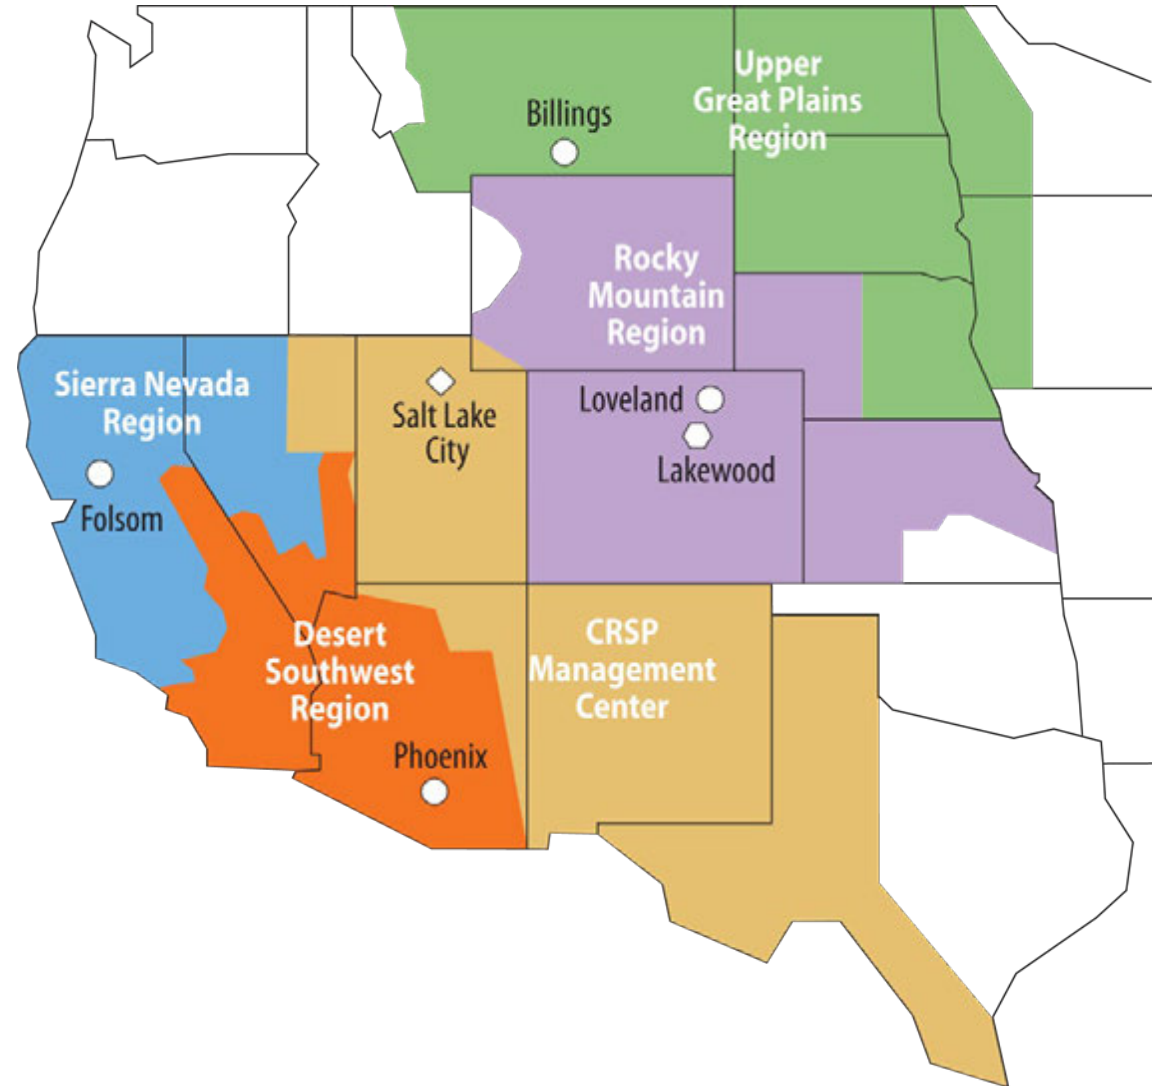 Upper
Great Plains
Region
Billings
Rocky
Mountain
Region
Sierra Nevada
Region
Salt Lake
City
Loveland
Lakewood
Folsom
Desert
Southwest
Region
CRSP
Management
Center
Phoenix